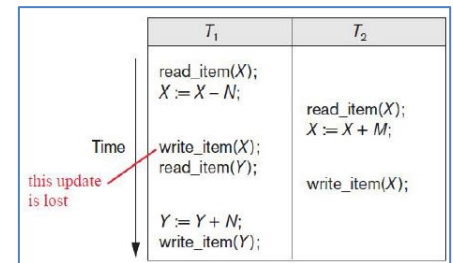 T1 T2
read_item(X);
X := X – N;
read_item(X);
X := X + M;
Time
write_item(X);
read_item(Y);
this update
is lost
write_item(X);
Y := Y + N;
write_item(Y);